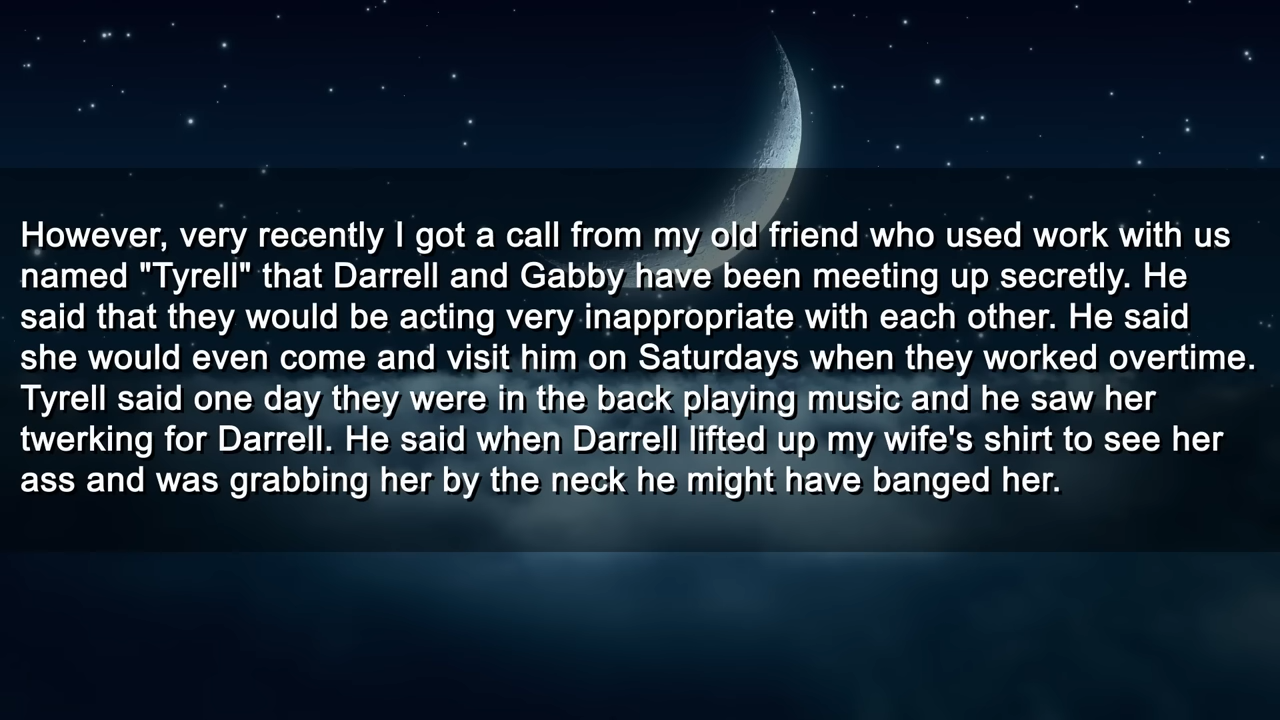 However, very recently I got a call from my old friend who used work with us
named "Tyrell" that Darrell and Gabby have been meeting up secretly. He
said that they would be acting very inappropriate with each other. He said
she would even come and visit him on Saturdays when they worked overtime.
Tyrell said one day they were in the back playing music and he saw her
twerking for Darrell. He said when Darrell lifted up my wife's shirt to see her
ass and was grabbing her by the neck he might have banged her.